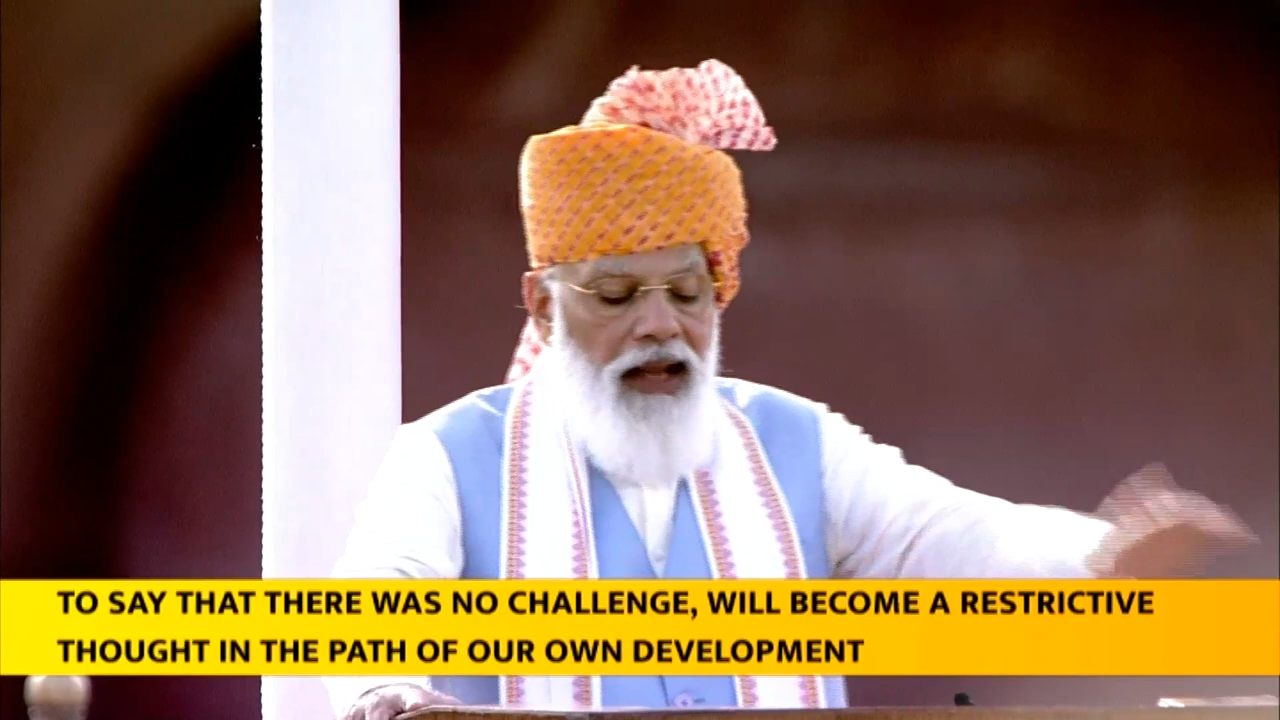 TO SAY THAT THERE WAS NO CHALLENGE, WILL BECOME A RESTRICTIVE
THOUGHT IN THE PATH OF OUR OWN DEVELOPMENT